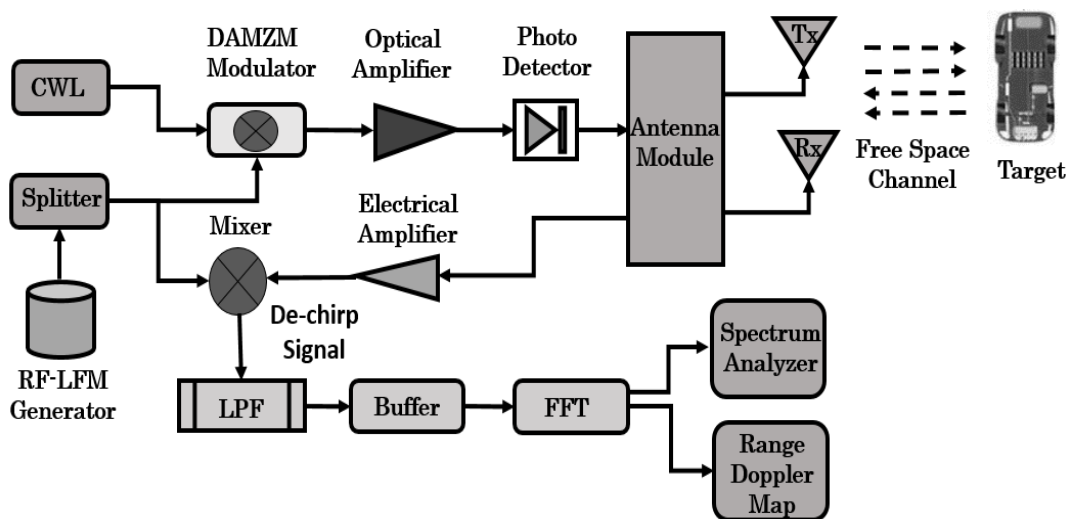 DAMZM
Modulator
Optical
Amplifier
Photo
Detector
Tx
CWL
Antenna
Module
Rx
Free Space
Channel
Target
Splitter
Mixer
Electrical
Amplifier
De-chirp
Signal
RF-LFM
Generator
Spectrum
Analyzer
LPF
Buffer
FFT
Range
Doppler
Map